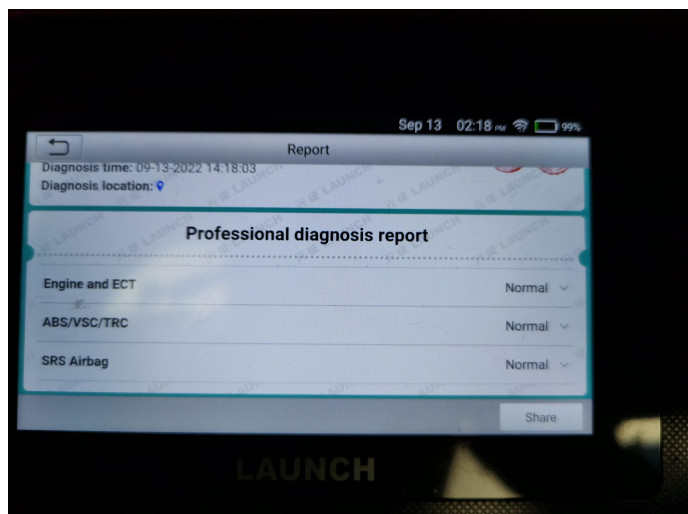 Sep 13 02:18 PM 99%
Report
Diagnosis time: 09-13-2022 14:18:03
Diagnosis location:
Professional diagnosis report
Engine and ECT Normal
ABS/VSC/TRC Normal
SRS Airbag Normal
Share
LAUNCH